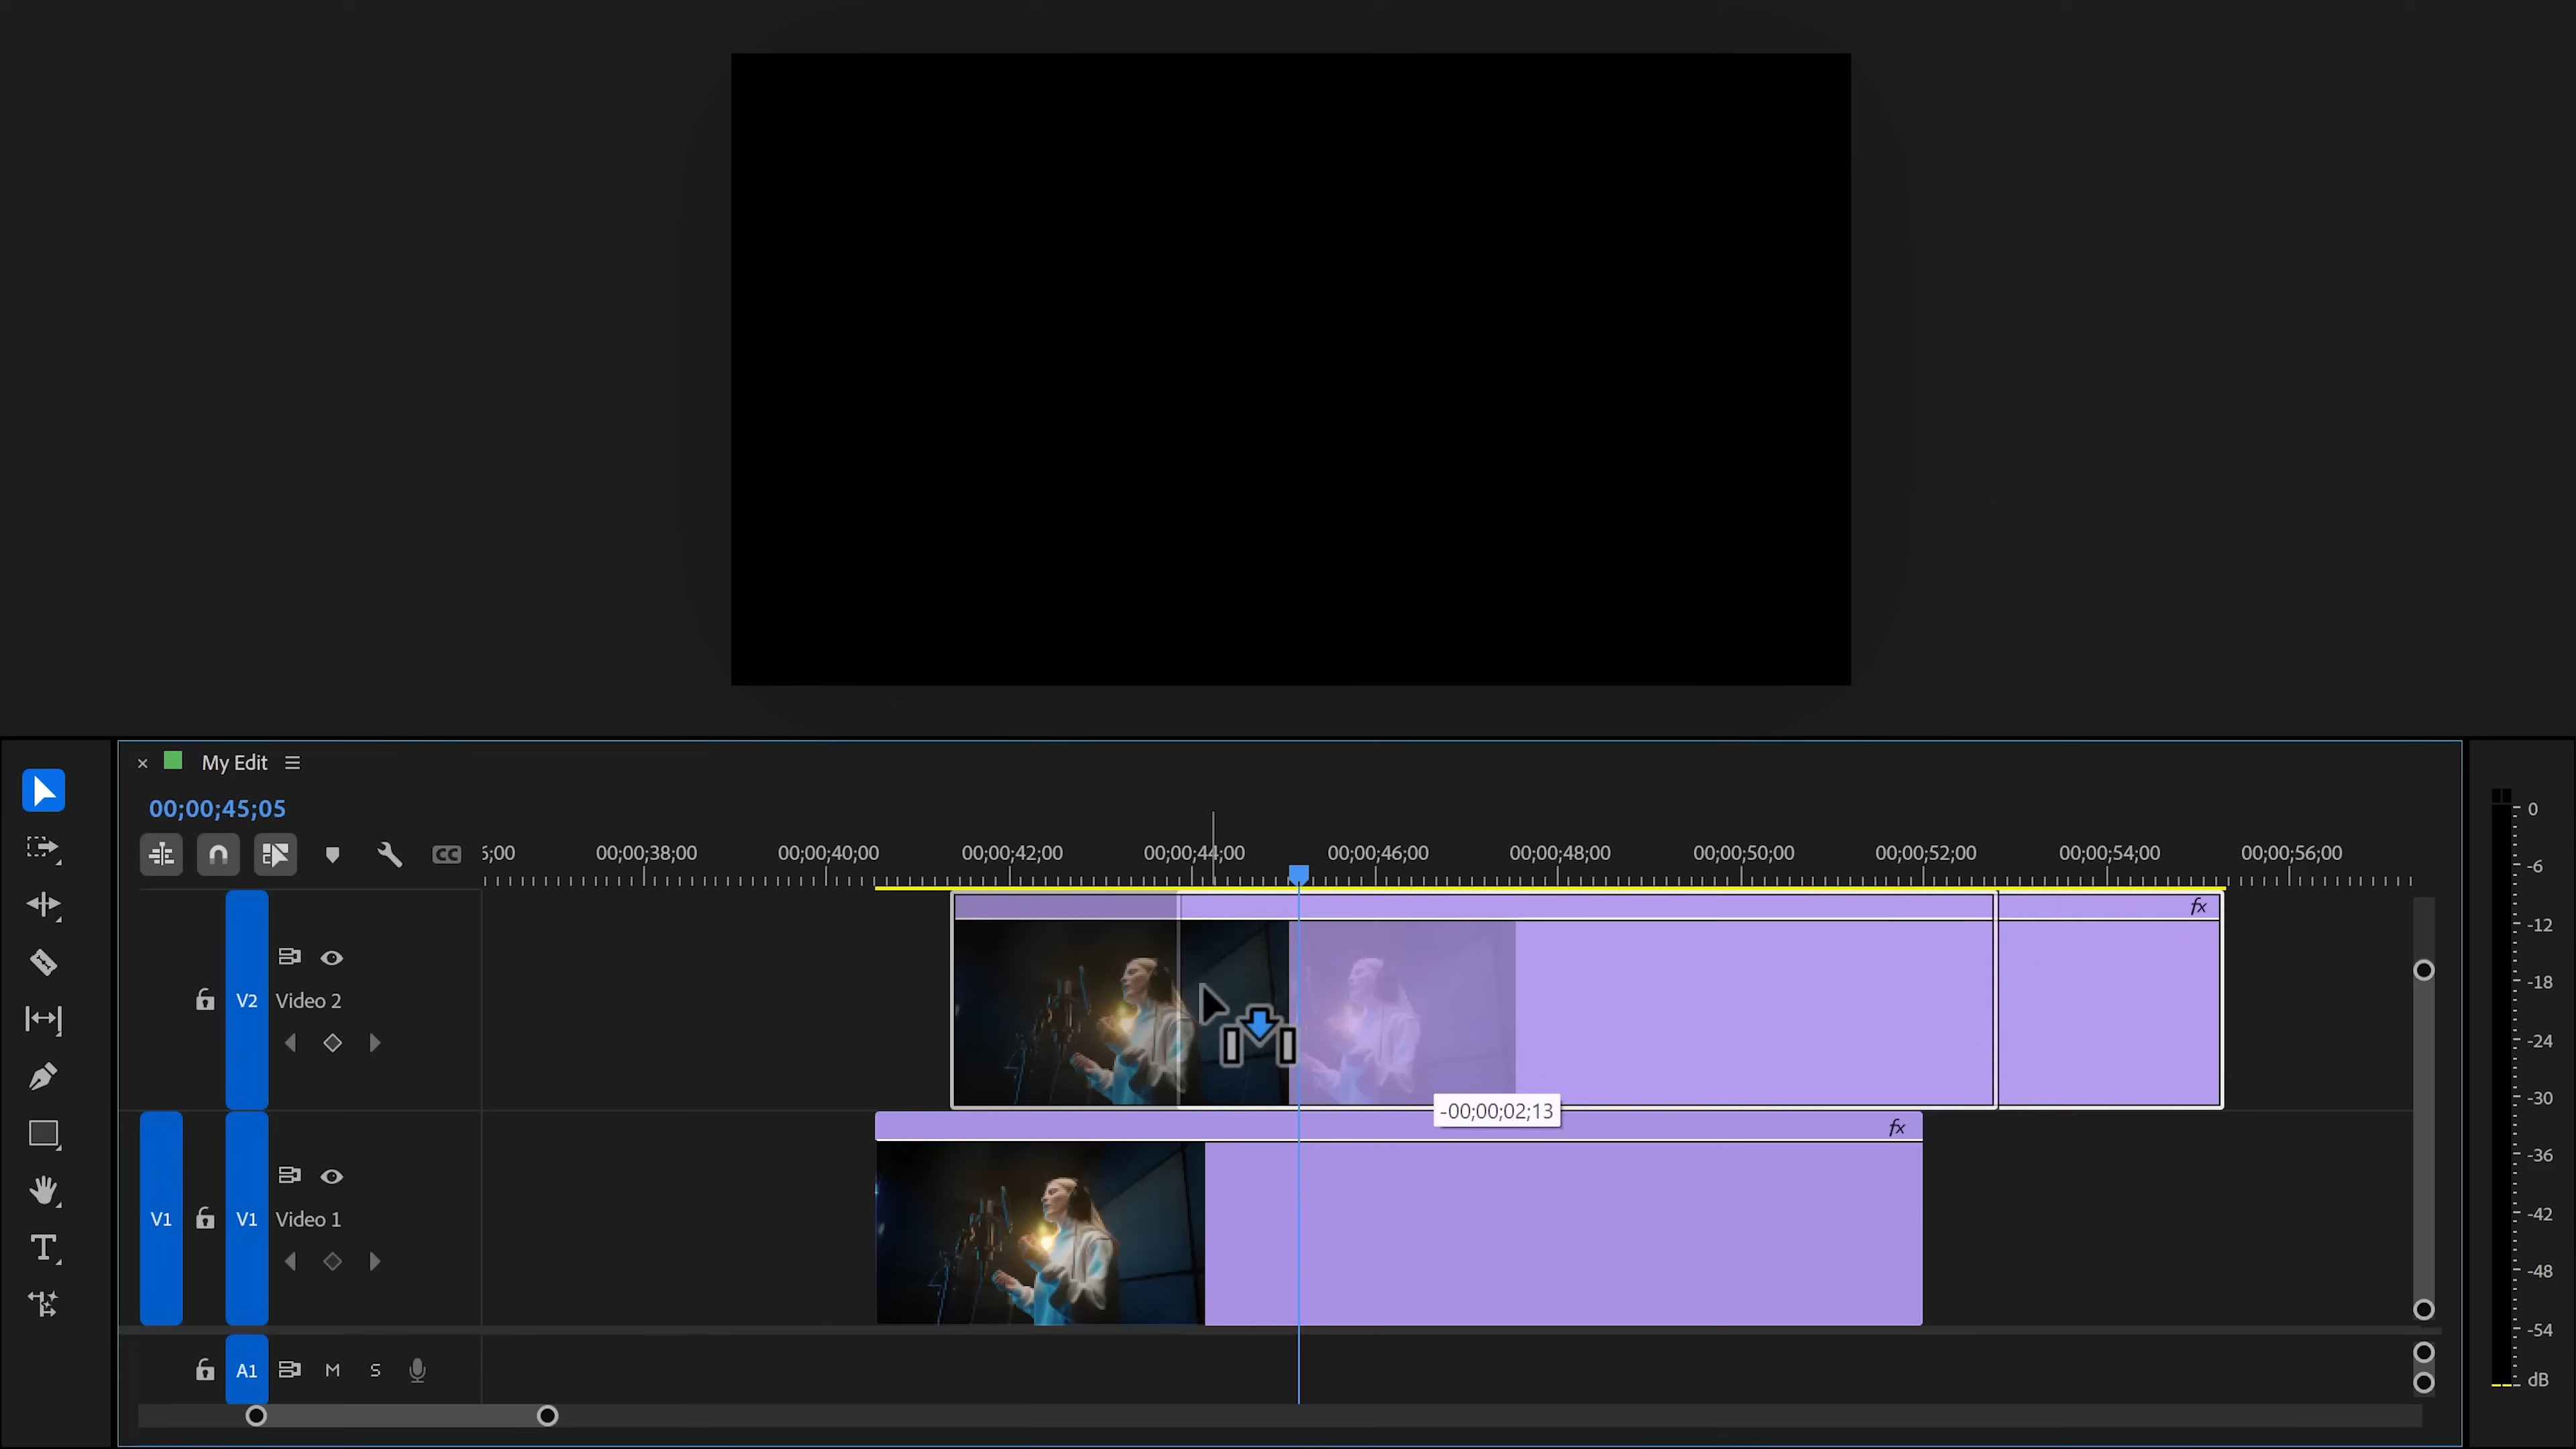 × My Edit
00;00;45;05
CC
;00 00;00;38;00 00;00;40;00 00;00;42;00 00;00;44;00 00;00;46;00 00;00;48;00 00;00;50;00 00;00;52;00 00;00;54;00 00;00;56;00
fx
V2 Video 2
-00;00;02;13
fx
V1 V1 Video 1
T
A1 M S
0
-6
-12
-18
-24
-30
-36
-42
-48
-54
dB